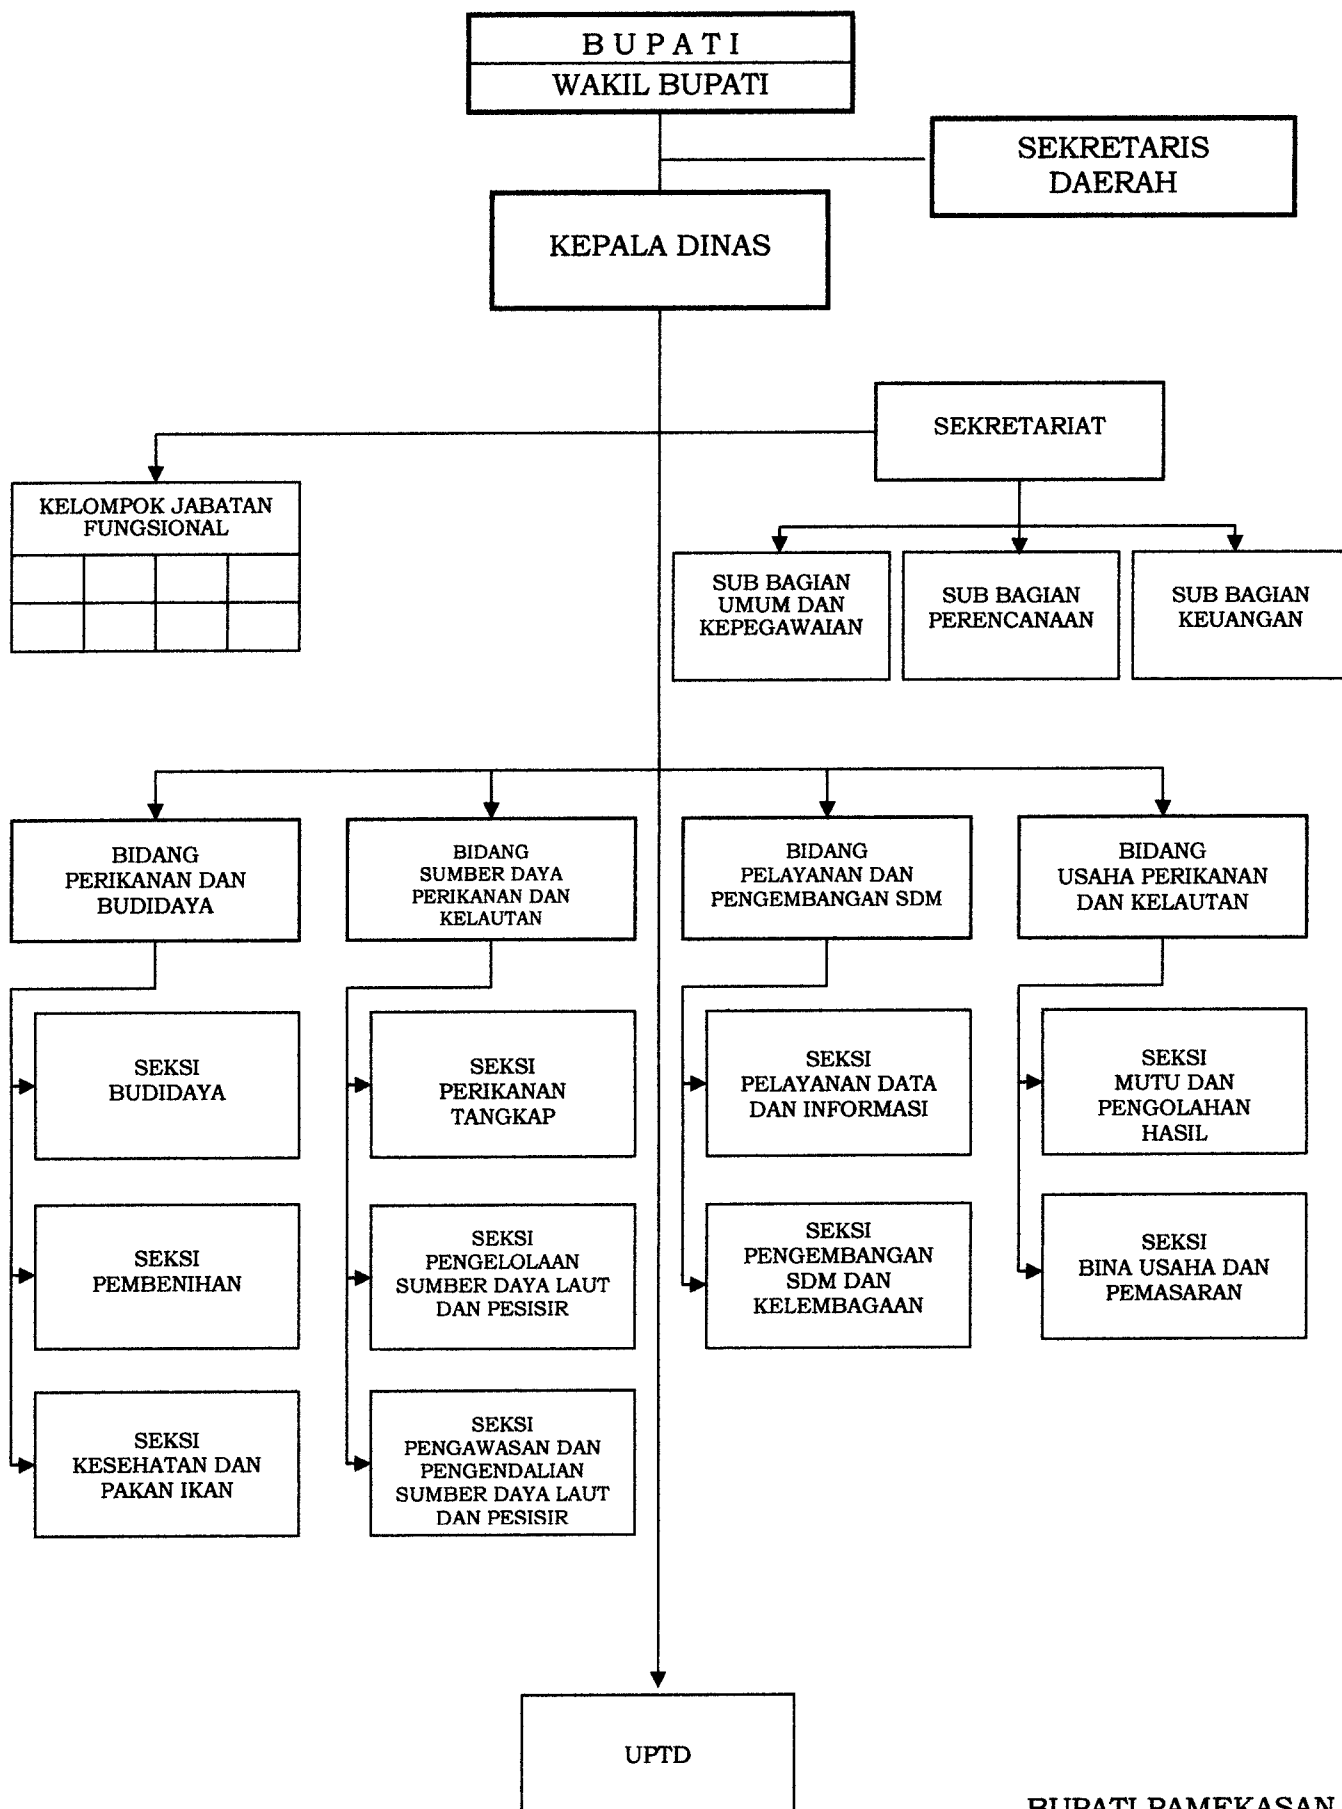 B U P A T I
WAKIL BUPATI
SEKRETARIS
DAERAH
KEPALA DINAS
SEKRETARIAT
KELOMPOK JABATAN
FUNGSIONAL
SUB BAGIAN
UMUM DAN
KEPEGAWAIAN
SUB BAGIAN
PERENCANAAN
SUB BAGIAN
KEUANGAN
BIDANG
PERIKANAN DAN
BUDIDAYA
BIDANG
SUMBER DAYA
PERIKANAN DAN
KELAUTAN
BIDANG
PELAYANAN DAN
PENGEMBANGAN SDM
BIDANG
USAHA PERIKANAN
DAN KELAUTAN
SEKSI
BUDIDAYA
SEKSI
PERIKANAN
TANGKAP
SEKSI
PELAYANAN DATA
DAN INFORMASI
SEKSI
MUTU DAN
PENGOLAHAN
HASIL
SEKSI
PEMBENIHAN
SEKSI
PENGELOLAAN
SUMBER DAYA LAUT
DAN PESISIR
SEKSI
PENGEMBANGAN
SDM DAN
KELEMBAGAAN
SEKSI
BINA USAHA DAN
PEMASARAN
SEKSI
KESEHATAN DAN
PAKAN IKAN
SEKSI
PENGAWASAN DAN
PENGENDALIAN
SUMBER DAYA LAUT
DAN PESISIR
UPTD
BUPATI PAMEKASAN